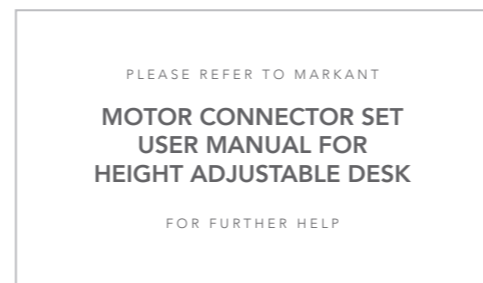 PLEASE REFER TO MARKANT
MOTOR CONNECTOR SET
USER MANUAL FOR
HEIGHT ADJUSTABLE DESK
FOR FURTHER HELP